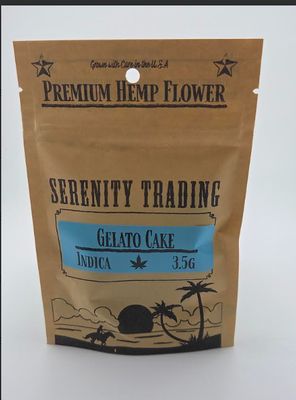 Grown with Care in the U.S.A
PREMIUM HEMP FLOWER
SERENITY TRADING
GELATO CAKE
INDICA 3.5G